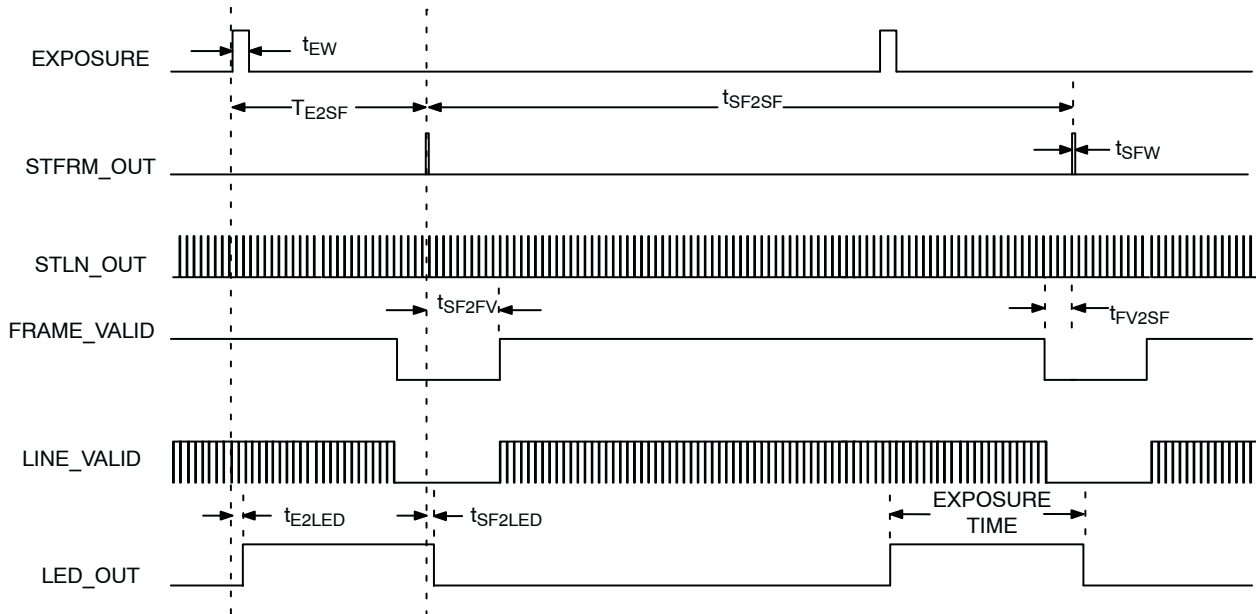 EXPOSURE
tEW
TE2SF
tSF2SF
STFRM_OUT
tSFW
STLN_OUT
tSF2FV
FRAME_VALID
tFV2SF
LINE_VALID
tE2LED
tSF2LED
EXPOSURE
TIME
LED_OUT